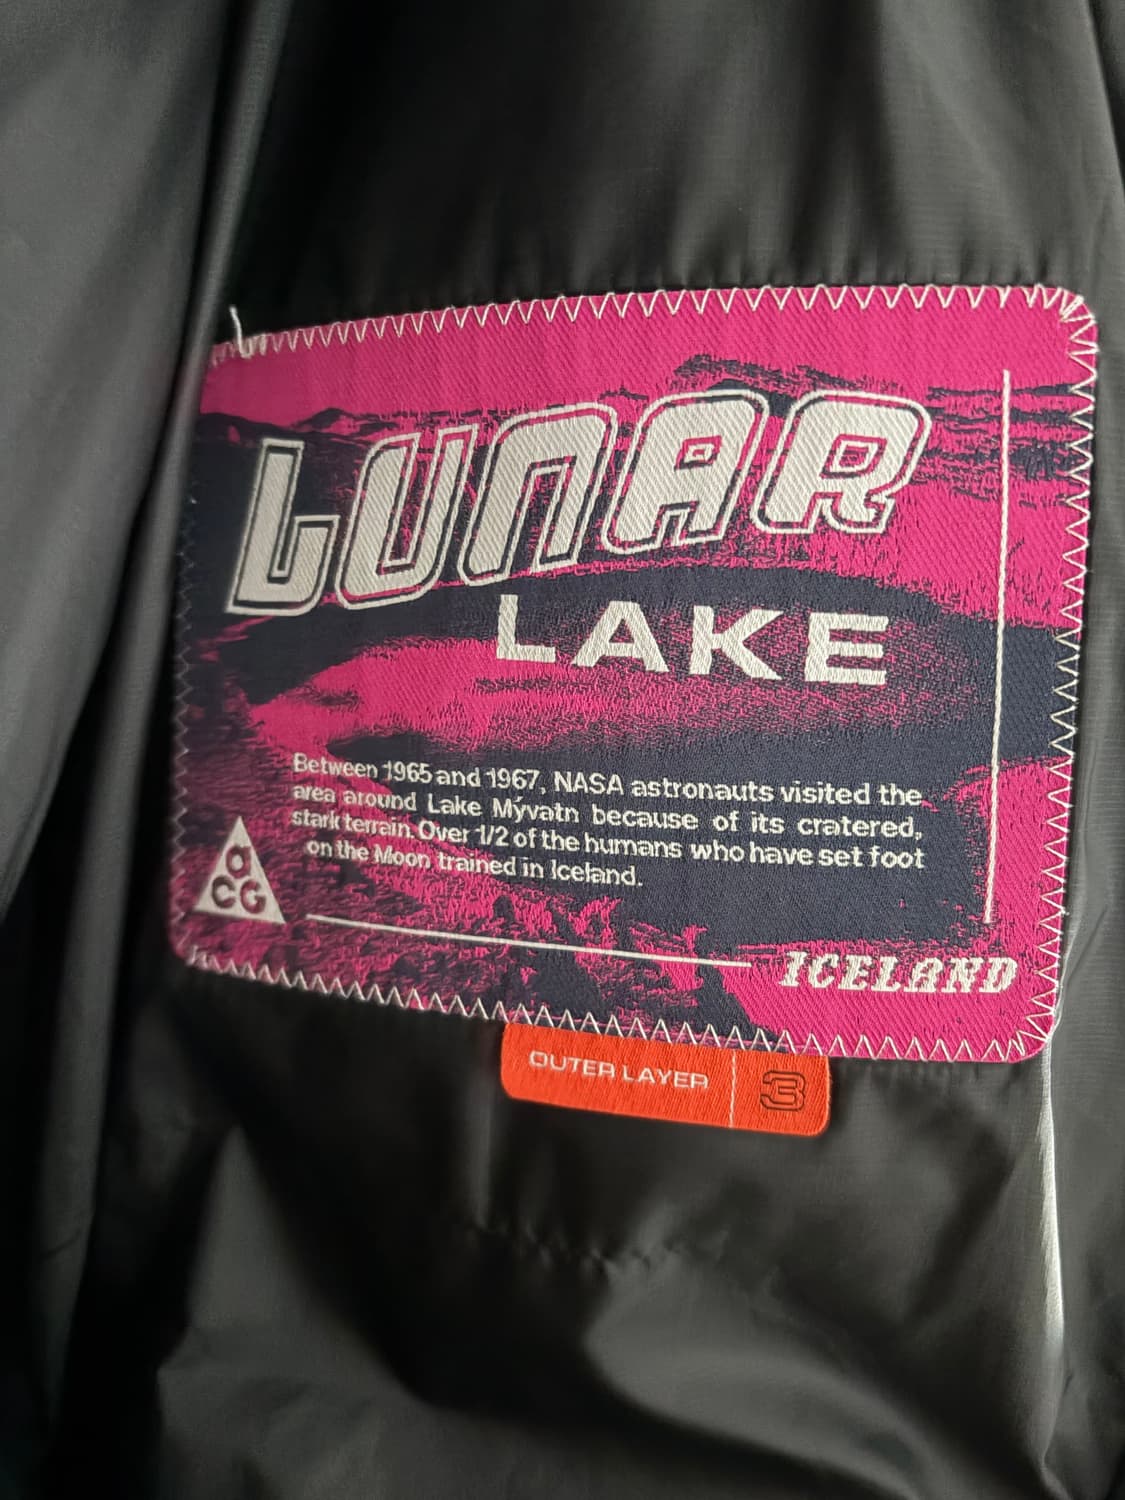 LUNAR
LAKE
Between 1965 and 1967, NASA astronauts visited the
area around Lake Mývatn because of its cratered,
stark terrain. Over 1/2 of the humans who have set foot
on the Moon trained in Iceland.
a
CG
ICELAND
OUTER LAYER 3